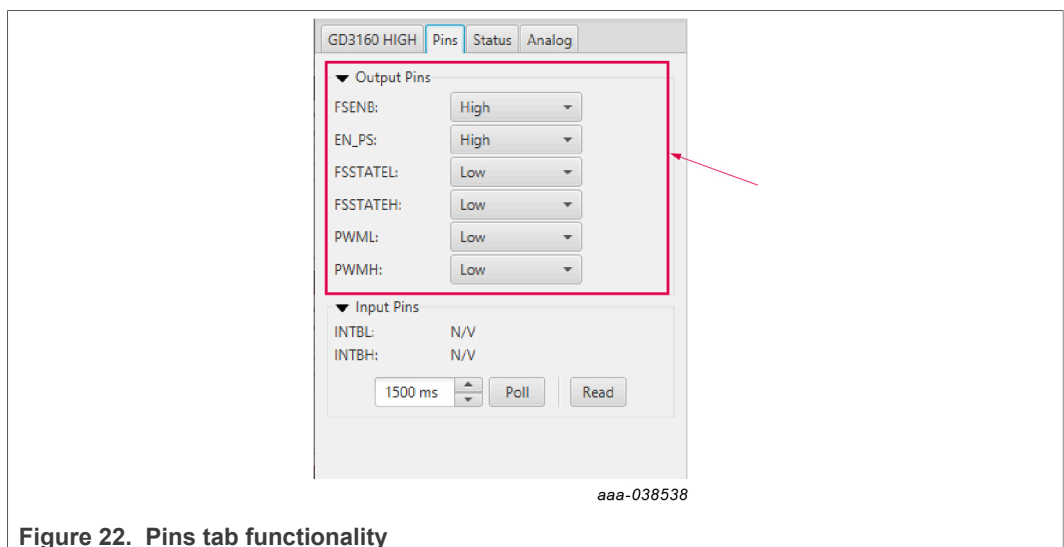 GD3160 HIGH Pins Status Analog
Output Pins
FSENB: High
EN_PS: High
FSSTATEL: Low
FSSTATEH: Low
PWML: Low
PWMH: Low
Input Pins
INTBL: N/V
INTBH: N/V
1500 ms Poll Read
aaa-038538
Figure 22. Pins tab functionality